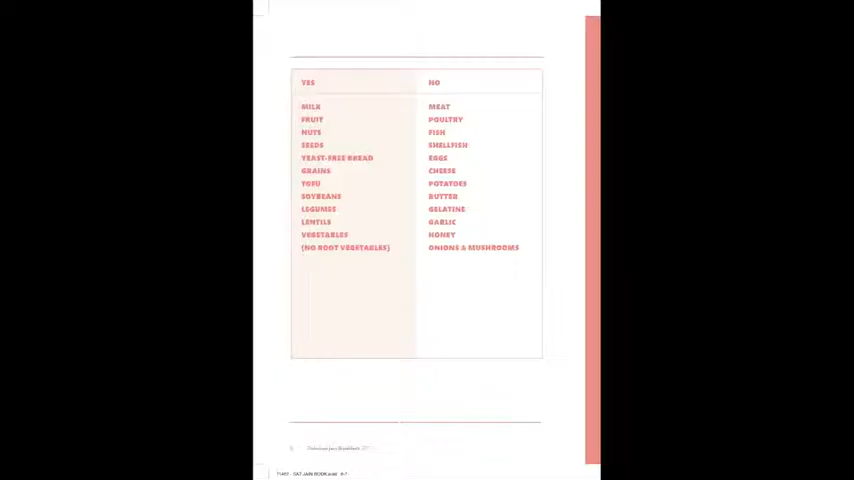 YES
MILK
FRUIT
NUTS
SEEDS
YEAST-FREE BREAD
GRAINS
TOFU
SOYBEANS
LEGUMES
LENTILS
VEGETABLES
(NO ROOT VEGETABLES)
NO
MEAT
POULTRY
FISH
SHELLFISH
EGGS
CHEESE
POTATOES
BUTTER
GELATINE
GARLIC
HONEY
ONIONS & MUSHROOMS